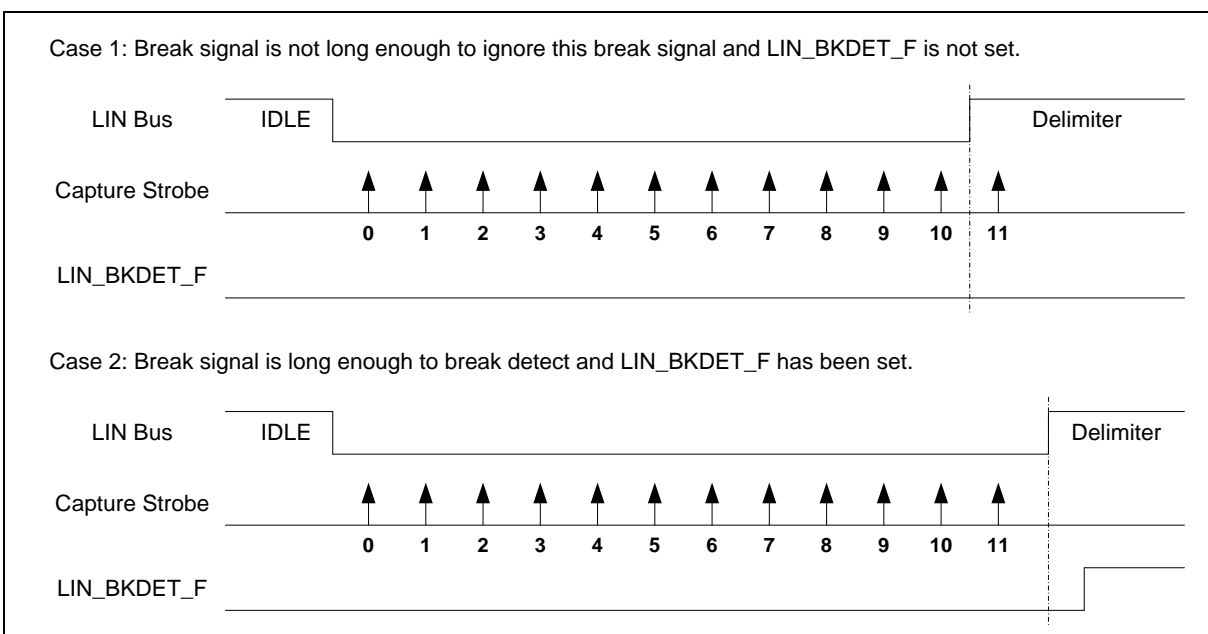 Case 1: Break signal is not long enough to ignore this break signal and LIN_BKDET_F is not set.
LIN Bus IDLE Delimiter
Capture Strobe
0 1 2 3 4 5 6 7 8 9 10 11
LIN_BKDET_F
Case 2: Break signal is long enough to break detect and LIN_BKDET_F has been set.
LIN Bus IDLE Delimiter
Capture Strobe
0 1 2 3 4 5 6 7 8 9 10 11
LIN_BKDET_F